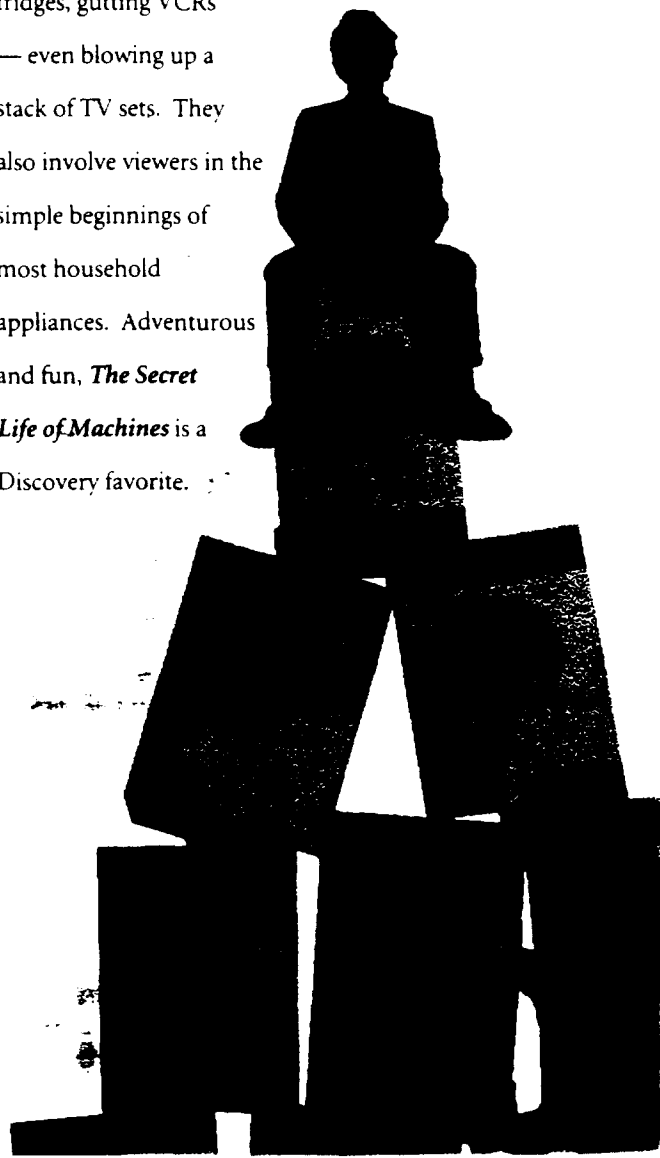 fridges, gutting VCRs
— even blowing up a
stack of TV sets. They
also involve viewers in the
simple beginnings of
most household
appliances. Adventurous
and fun, The Secret
Life of Machines is a
Discovery favorite.